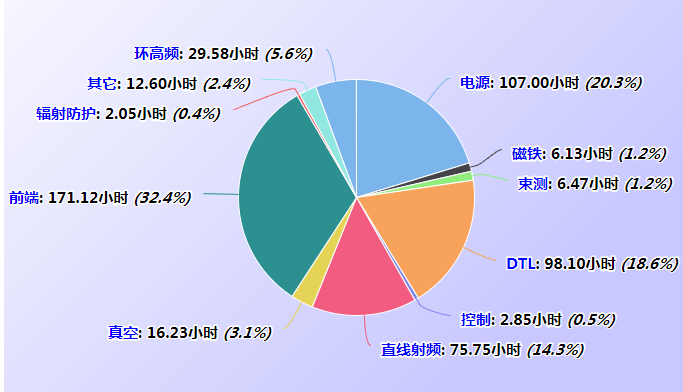 环高频: 29.58小时 (5.6%)
电源: 107.00小时 (20.3%)
其它: 12.60小时 (2.4%)
辐射防护: 2.05小时 (0.4%)
磁铁: 6.13小时 (1.2%)
束测: 6.47小时 (1.2%)
前端: 171.12小时 (32.4%)
DTL: 98.10小时 (18.6%)
控制: 2.85小时 (0.5%)
真空: 16.23小时 (3.1%)
直线射频: 75.75小时 (14.3%)